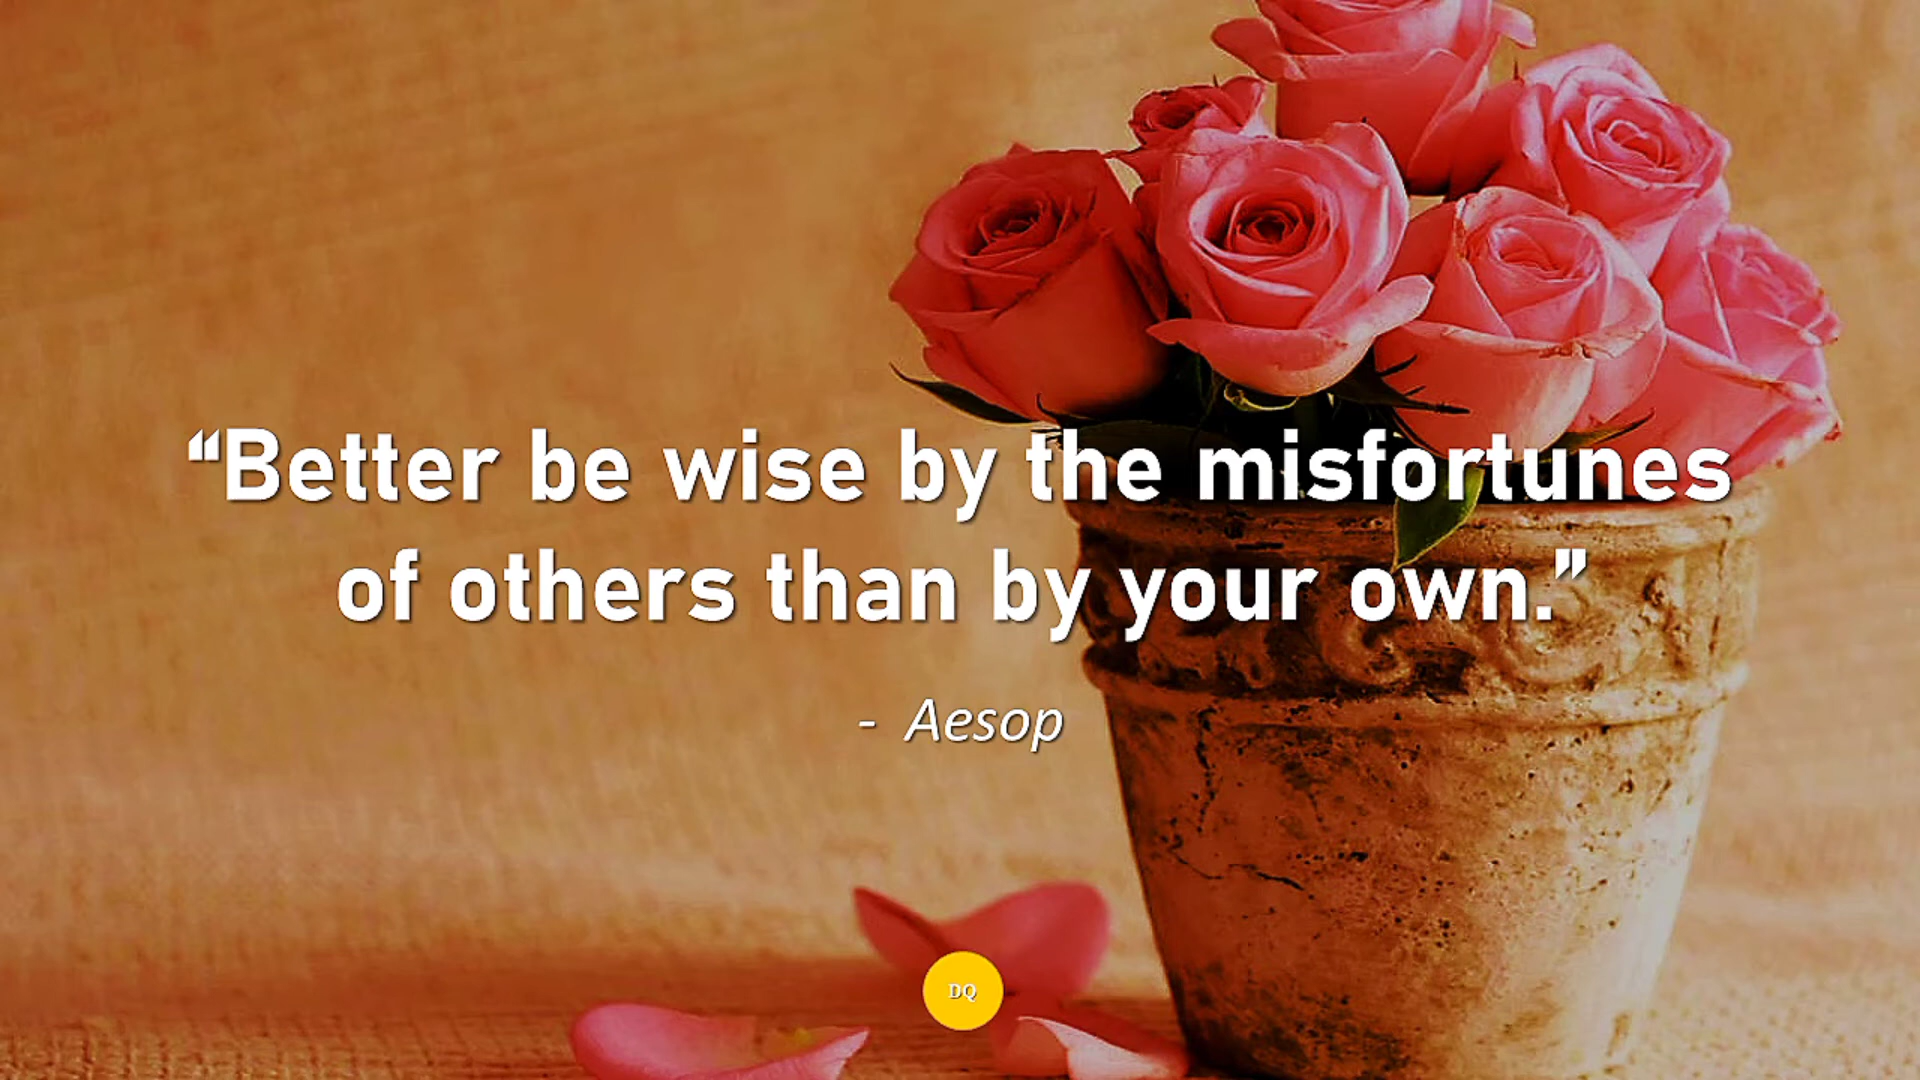 “Better be wise by the misfortunes
of others than by your own.”
- Aesop
DQ